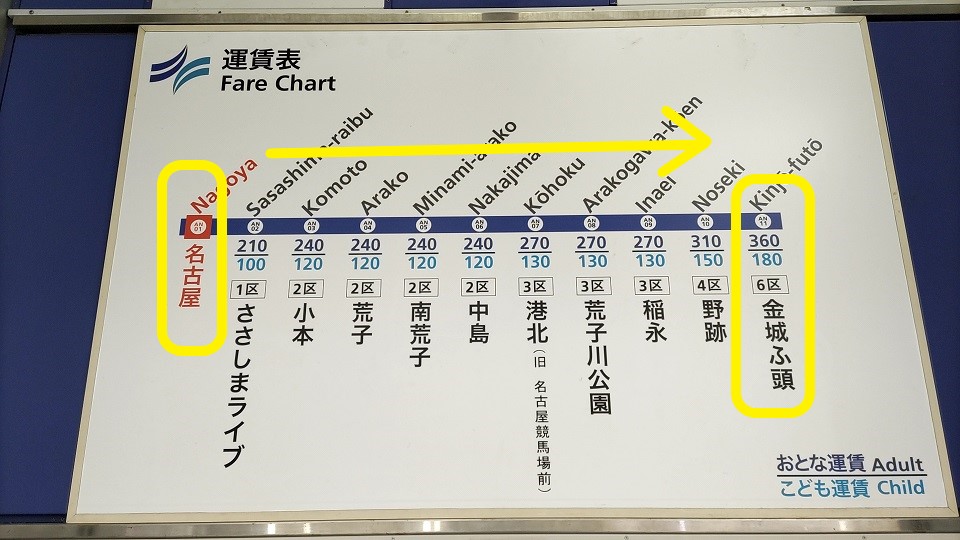 運賃表
Fare Chart
Nagoya
Sasashima-raibu
Komoto
Arako
Minami-arako
Nakajima
Kōhoku
Arakogawa-kōen
Inaei
Noseki
Kinjō-futō
AN 01
AN 02
AN 03
AN 04
AN 05
AN 06
AN 07
AN 08
AN 09
AN 10
AN 11
210 240 240 240 240 270 270 270 310 360
100 120 120 120 120 130 130 130 150 180
1区 2区 2区 2区 2区 3区 3区 3区 4区 6区
名古屋
ささしまライブ
小本
荒子
南荒子
中島
港北(旧 名古屋競馬場前)
荒子川公園
稲永
野跡
金城ふ頭
おとな運賃 Adult
こども運賃 Child